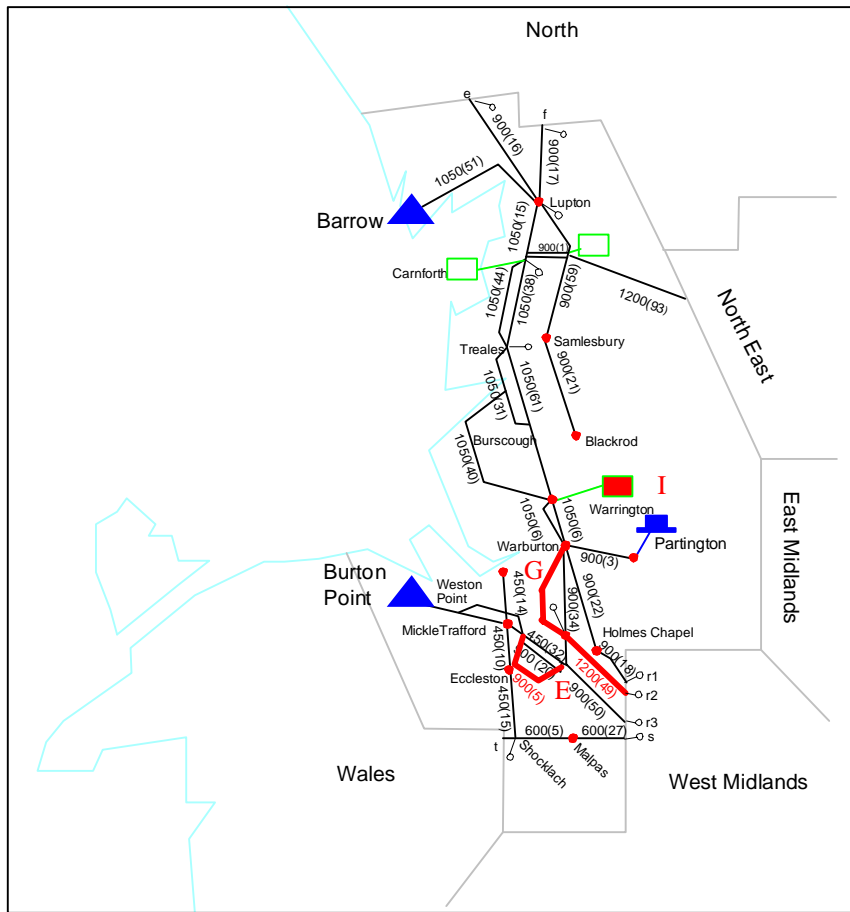 North
e
f
900(16)
900(17)
1050(51)
Lupton
Barrow
1050(15)
900(1)
Carnforth
1050(44)
1050(38)
900(59)
1200(93)
North East
Treales
Samlesbury
1050(31)
1050(61)
900(21)
Burscough
Blackrod
1050(40)
I
Warrington
1050(6)
1050(6)
Warburton
Partington
900(3)
East Midlands
Burton
Point
Weston
Point
450(14)
G
900(34)
900(22)
MickleTrafford
Holmes Chapel
450(32)
450(10)
900(18)
1200(49)
r1
Eccleston
900(5)
E
900(50)
r2
450(15)
r3
t
600(5)
600(27)
s
Shocklach
Malpas
Wales
West Midlands